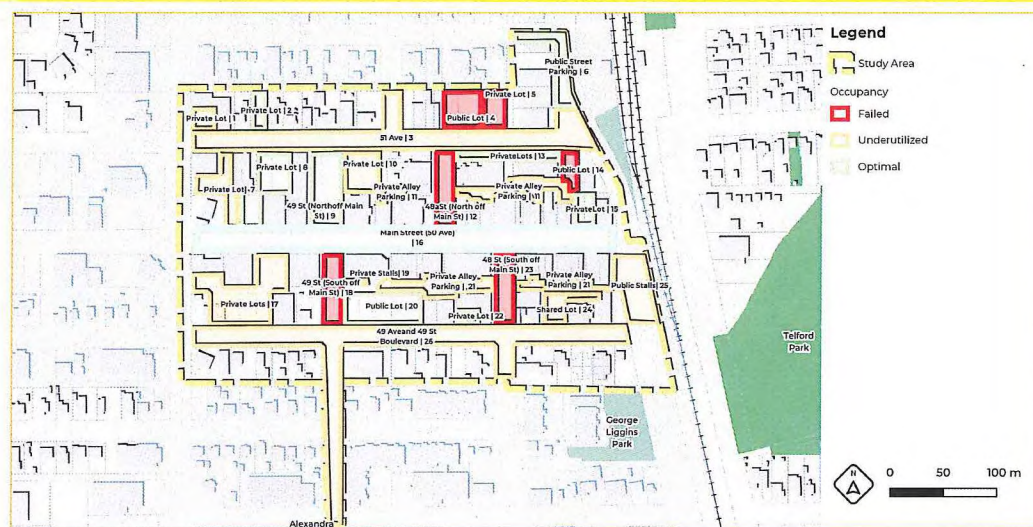 Legend
Study Area
Occupancy
Failed
Underutilized
Optimal
Public Street
Parking | 6
Private Lot | 5
Private Lot | 2
Private Lot | 1
Public Lot | 4
51 Ave | 3
PrivateLots | 13
Private Lot | 8
Private Lot | 10
Public Lot | 14
Private Lot | 7
Private Alley
Parking | 11
Private Alley
Parking | 11
49 St (Northoff Main
St) | 9
48aSt (North off
Main St) | 12
PrivateLot | 15
Main Street (50 Ave)
| 16
48 St (South off
Main St) | 23
Private Stalls| 19
49 St (South off
Main St) | 18
Private Alley
Parking | 21
Private Alley
Parking | 21
Public Stalls | 25
Private Lots | 17
Public Lot | 20
Private Lot | 22
Shared Lot | 24
49 Aveand 49 St
Boulevard | 26
Telford
Park
George
Liggins
Park
Alexandra
N
0 50 100 m